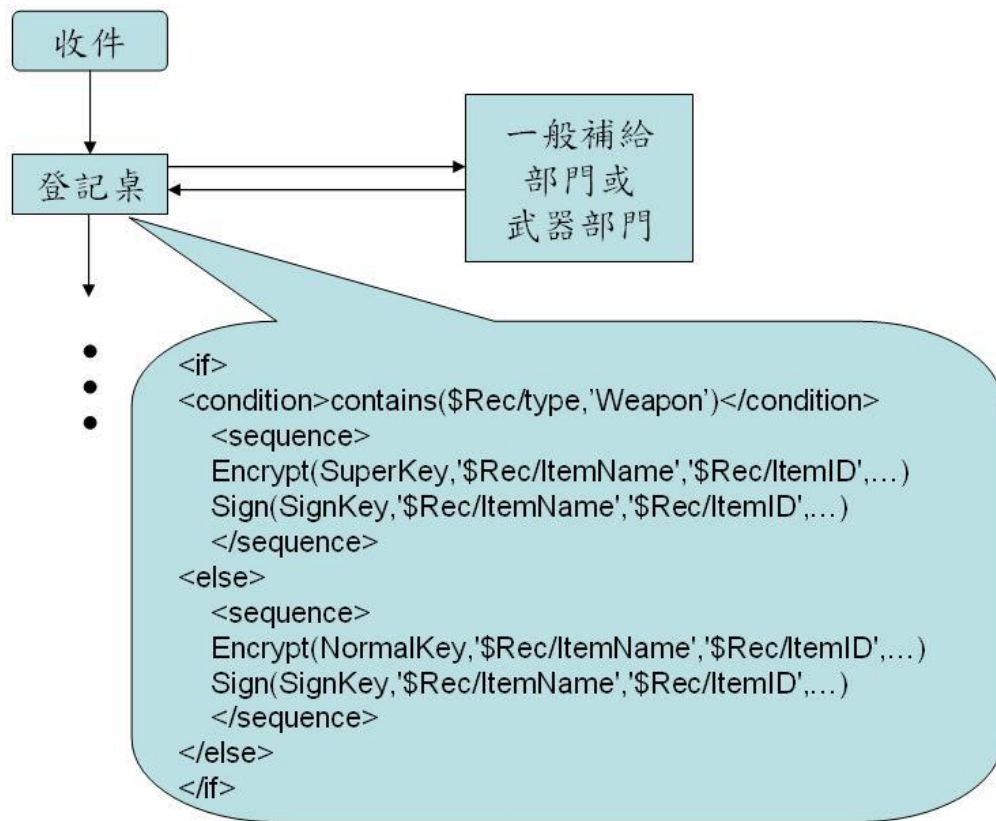 收件
登記桌
一般補給
部門或
武器部門
<if>
<condition>contains($Rec/type,'Weapon')</condition>
<sequence>
Encrypt(SuperKey,'$Rec/ItemName','$Rec/ItemID',…)
Sign(SignKey,'$Rec/ItemName','$Rec/ItemID',…)
</sequence>
<else>
<sequence>
Encrypt(NormalKey,'$Rec/ItemName','$Rec/ItemID',…)
Sign(SignKey,'$Rec/ItemName','$Rec/ItemID',…)
</sequence>
</else>
</if>